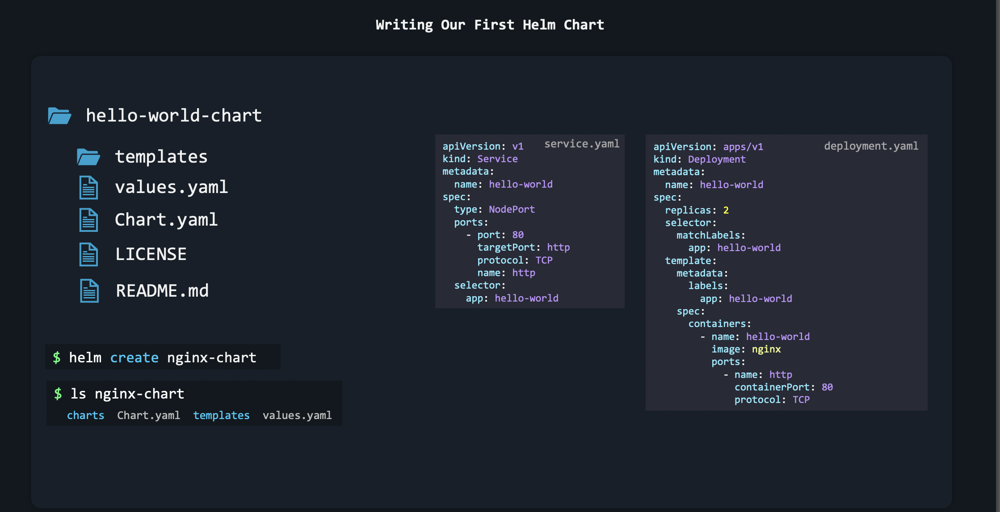 Writing Our First Helm Chart
hello-world-chart
templates
values.yaml
Chart.yaml
LICENSE
README.md
$ helm create nginx-chart
$ ls nginx-chart
charts  Chart.yaml  templates  values.yaml
service.yaml
apiVersion: v1
kind: Service
metadata:
  name: hello-world
spec:
  type: NodePort
  ports:
    - port: 80
      targetPort: http
      protocol: TCP
      name: http
  selector:
    app: hello-world
deployment.yaml
apiVersion: apps/v1
kind: Deployment
metadata:
  name: hello-world
spec:
  replicas: 2
  selector:
    matchLabels:
      app: hello-world
  template:
    metadata:
      labels:
        app: hello-world
    spec:
      containers:
        - name: hello-world
          image: nginx
          ports:
            - name: http
              containerPort: 80
              protocol: TCP